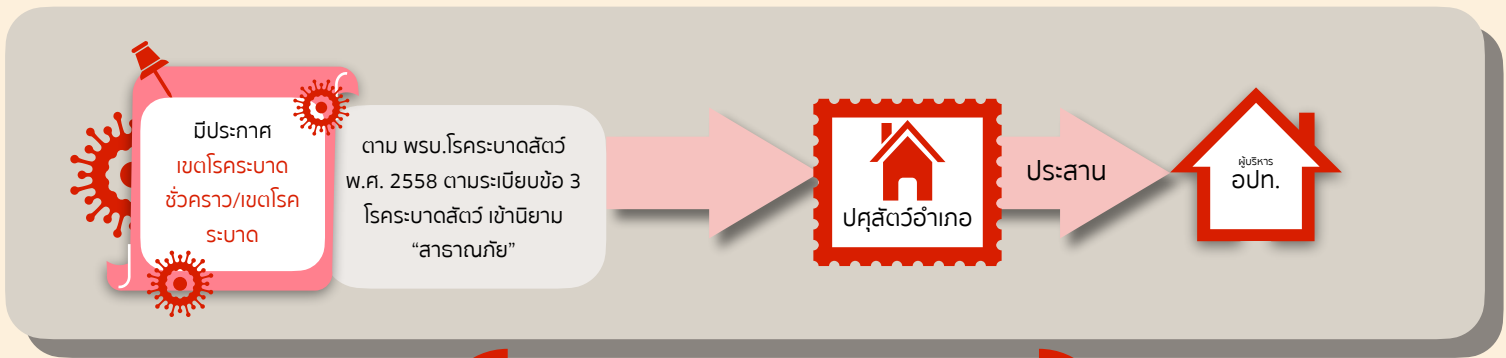 มีประกาศ
เขตโรคระบาด
ชั่วคราว/เขตโรค
ระบาด
ตาม พรบ.โรคระบาดสัตว์
พ.ศ. 2558 ตามระเบียบข้อ 3
โรคระบาดสัตว์ เข้านิยาม
“สาธาณภัย”
ปศุสัตว์อำเภอ
ประสาน
ผู้บริหาร
อปท.